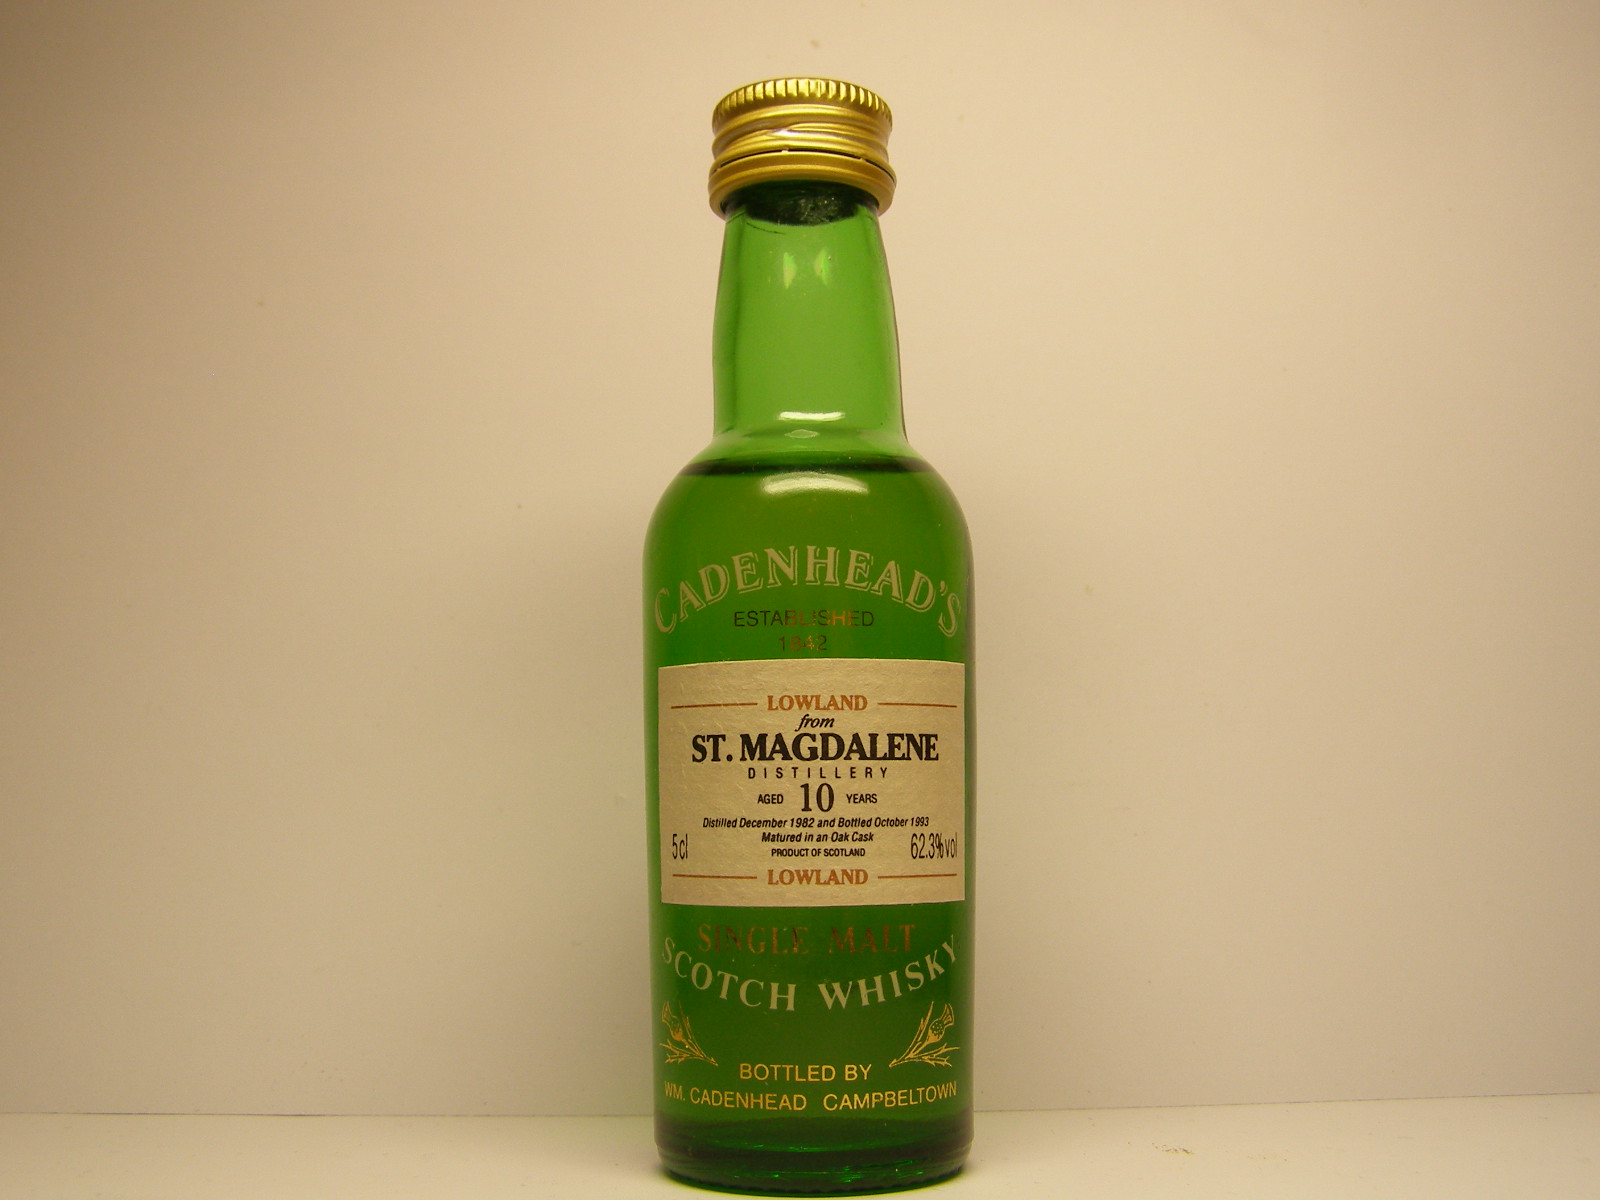 CADENHEAD'S
ESTABLISHED
1842
LOWLAND
from
ST. MAGDALENE
DISTILLERY
AGED 10 YEARS
Distilled December 1982 and Bottled October 1993
Matured in an Oak Cask
5cl PRODUCT OF SCOTLAND 62.3%vol
LOWLAND
SINGLE MALT
SCOTCH WHISKY
BOTTLED BY
WM. CADENHEAD CAMPBELTOWN